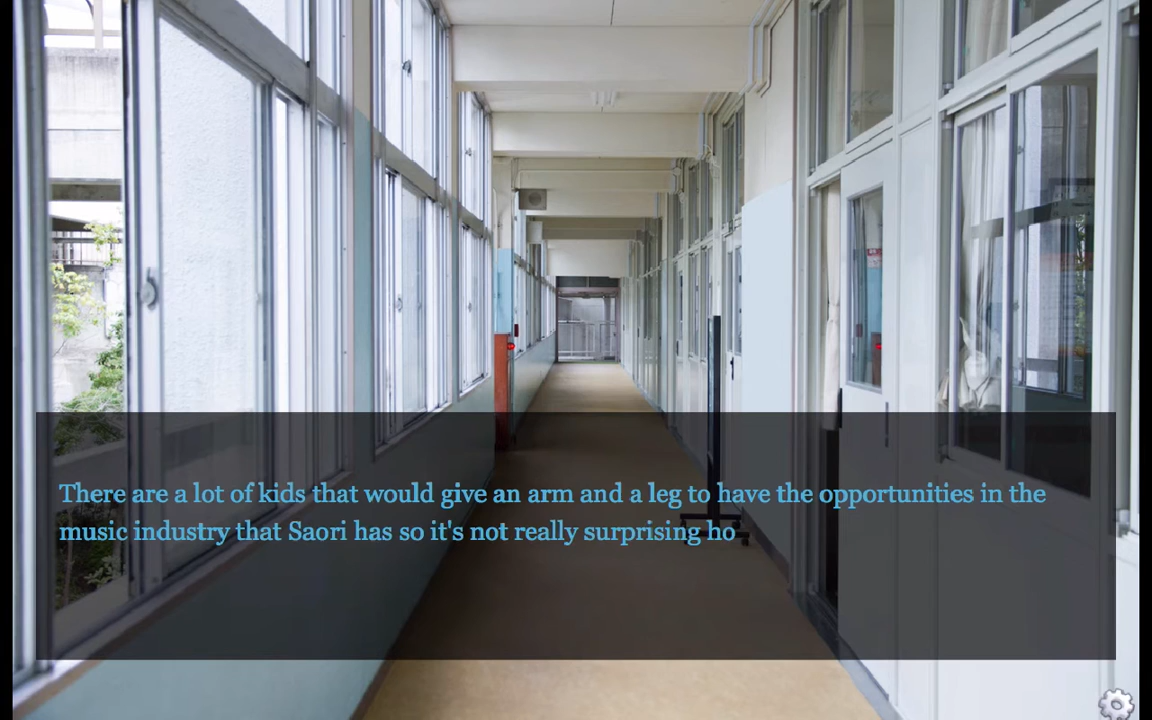 There are a lot of kids that would give an arm and a leg to have the opportunities in the
music industry that Saori has so it's not really surprising ho